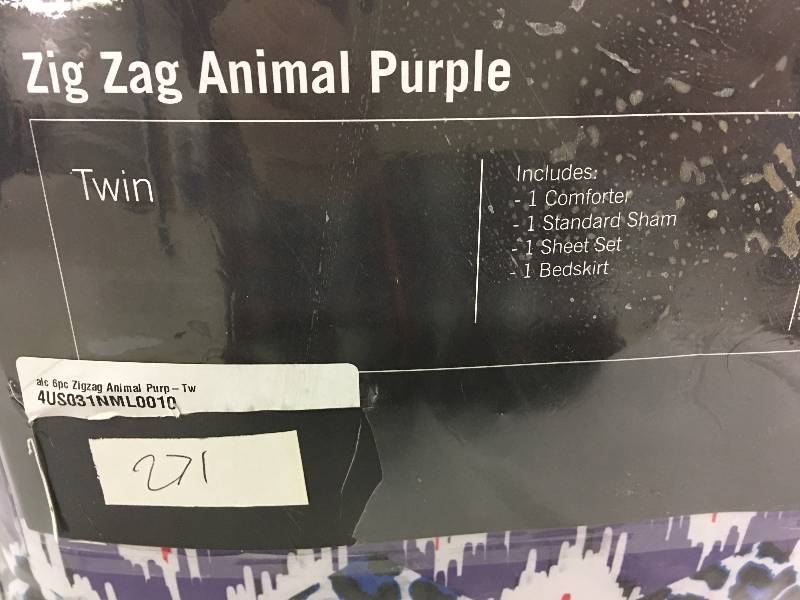 Zig Zag Animal Purple
Twin
Includes:
- 1 Comforter
- 1 Standard Sham
- 1 Sheet Set
- 1 Bedskirt
alc 6pc Zigzag Animal Purp - Tw
4US031NML0010
271